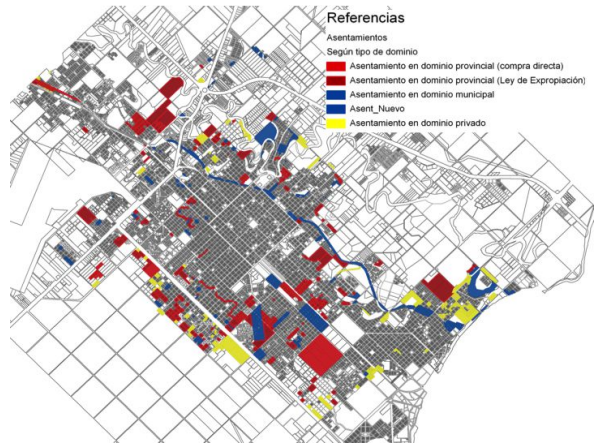 Referencias
Asentamientos
Según tipo de dominio
Asentamiento en dominio provincial (compra directa)
Asentamiento en dominio provincial (Ley de Expropiación)
Asentamiento en dominio municipal
Asent_Nuevo
Asentamiento en dominio privado